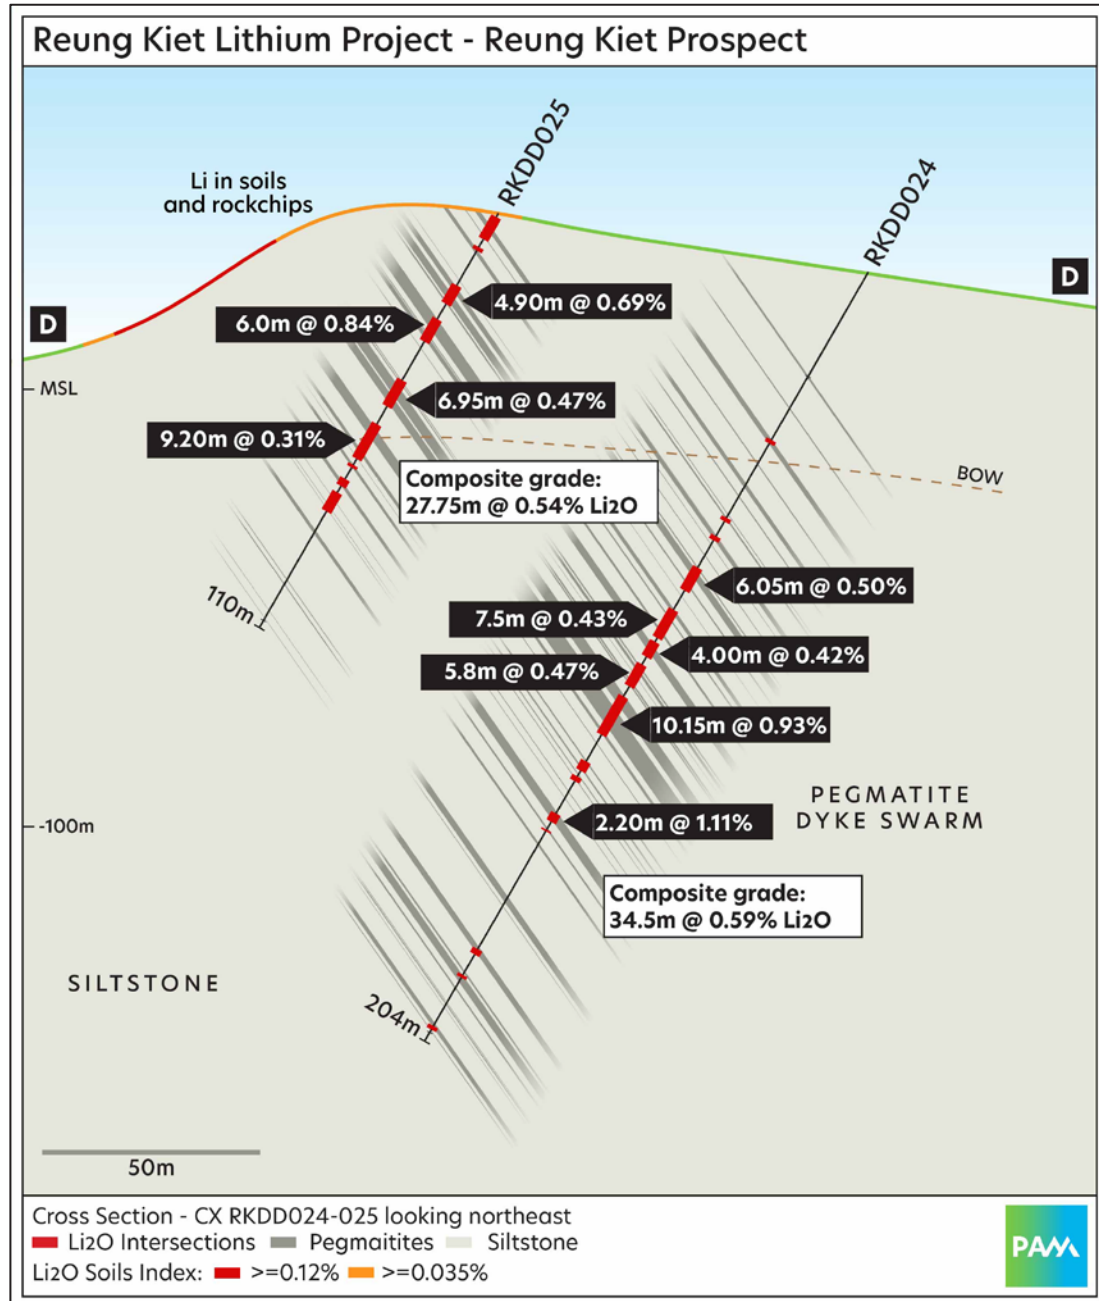 Reung Kiet Lithium Project - Reung Kiet Prospect
RKDD025
RKDD024
Li in soils
and rockchips
D
D
4.90m @ 0.69%
6.0m @ 0.84%
MSL
6.95m @ 0.47%
9.20m @ 0.31%
Composite grade:
27.75m @ 0.54% Li2O
BOW
110m
6.05m @ 0.50%
7.5m @ 0.43%
4.00m @ 0.42%
5.8m @ 0.47%
10.15m @ 0.93%
PEGMATITE
DYKE SWARM
-100m
2.20m @ 1.11%
Composite grade:
34.5m @ 0.59% Li2O
SILTSTONE
204m
50m
Cross Section - CX RKDD024-025 looking northeast
Li2O Intersections Pegmaitites Siltstone
Li2O Soils Index: >=0.12% >=0.035%
PAM